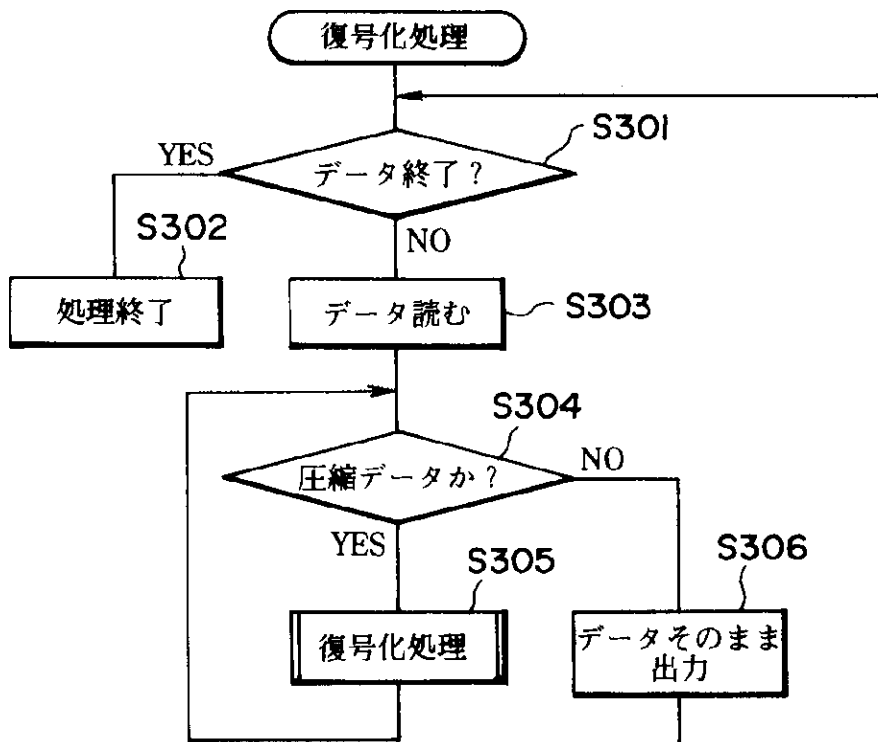 復号化処理
S301
YES
データ終了?
S302
NO
処理終了
データ読む
S303
S304
圧縮データか?
NO
YES
S305
S306
復号化処理
データそのまま
出力